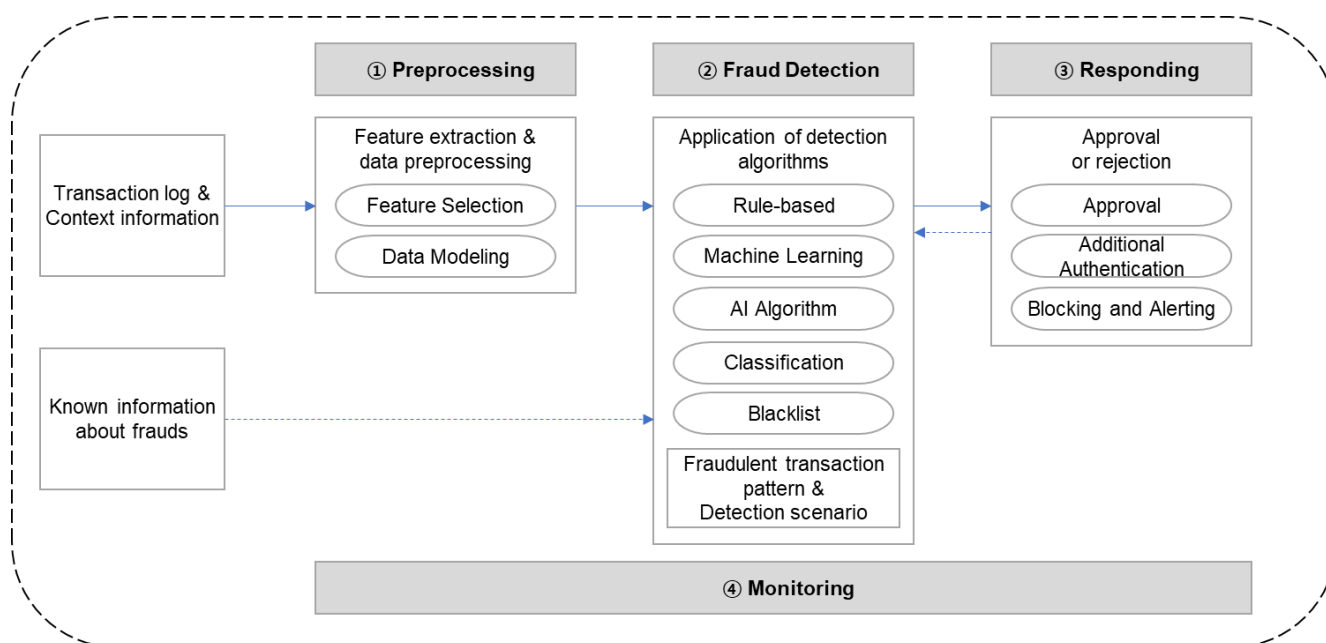 ① Preprocessing
② Fraud Detection
③ Responding
Transaction log &
Context information
Feature extraction &
data preprocessing
Feature Selection
Data Modeling
Application of detection
algorithms
Rule-based
Machine Learning
AI Algorithm
Classification
Blacklist
Fraudulent transaction
pattern &
Detection scenario
Approval
or rejection
Approval
Additional
Authentication
Blocking and Alerting
Known information
about frauds
④ Monitoring